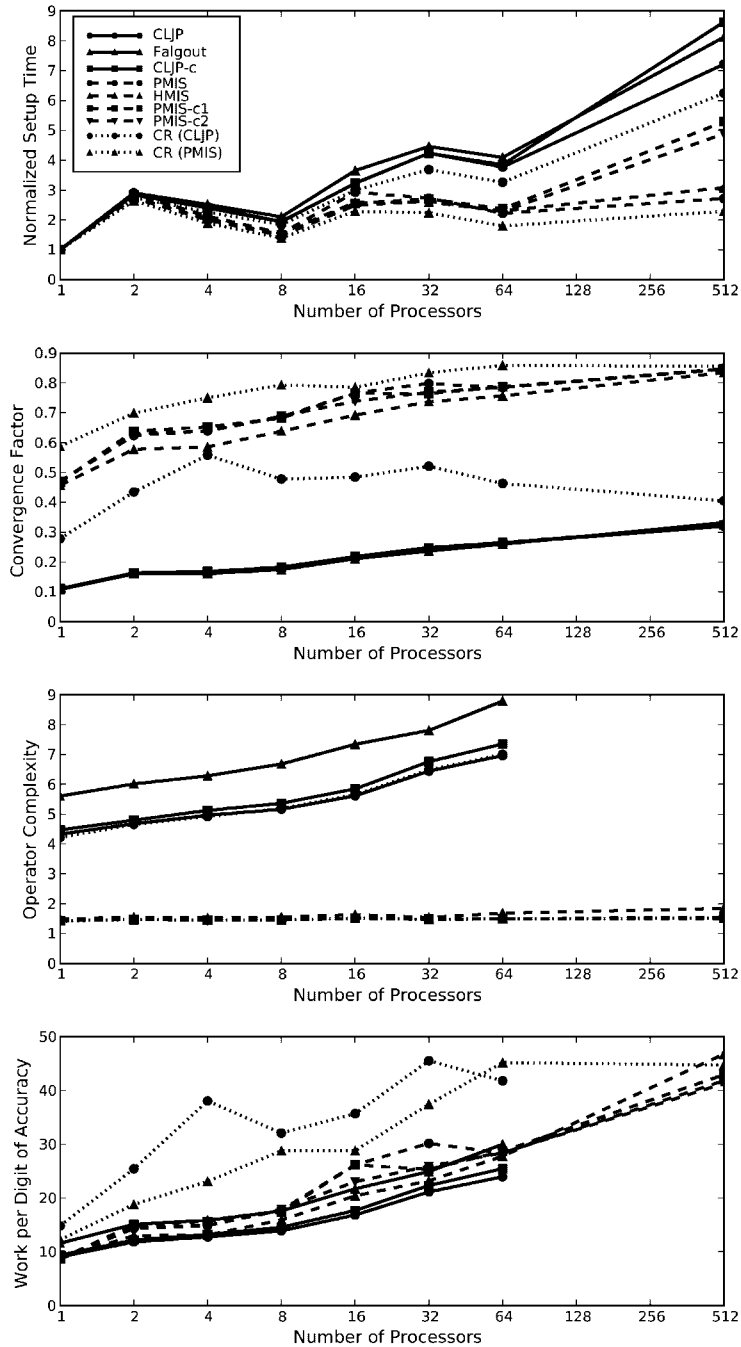 9
8
7
6
5
4
3
2
1
0
Normalized Setup Time
CLJP
Falgout
CLJP-c
PMIS
HMIS
PMIS-c1
PMIS-c2
CR (CLJP)
CR (PMIS)
1 2 4 8 16 32 64 128 256 512
Number of Processors
0.9
0.8
0.7
0.6
0.5
0.4
0.3
0.2
0.1
0
Convergence Factor
1 2 4 8 16 32 64 128 256 512
Number of Processors
9
8
7
6
5
4
3
2
1
0
Operator Complexity
1 2 4 8 16 32 64 128 256 512
Number of Processors
50
40
30
20
10
0
Work per Digit of Accuracy
1 2 4 8 16 32 64 128 256 512
Number of Processors